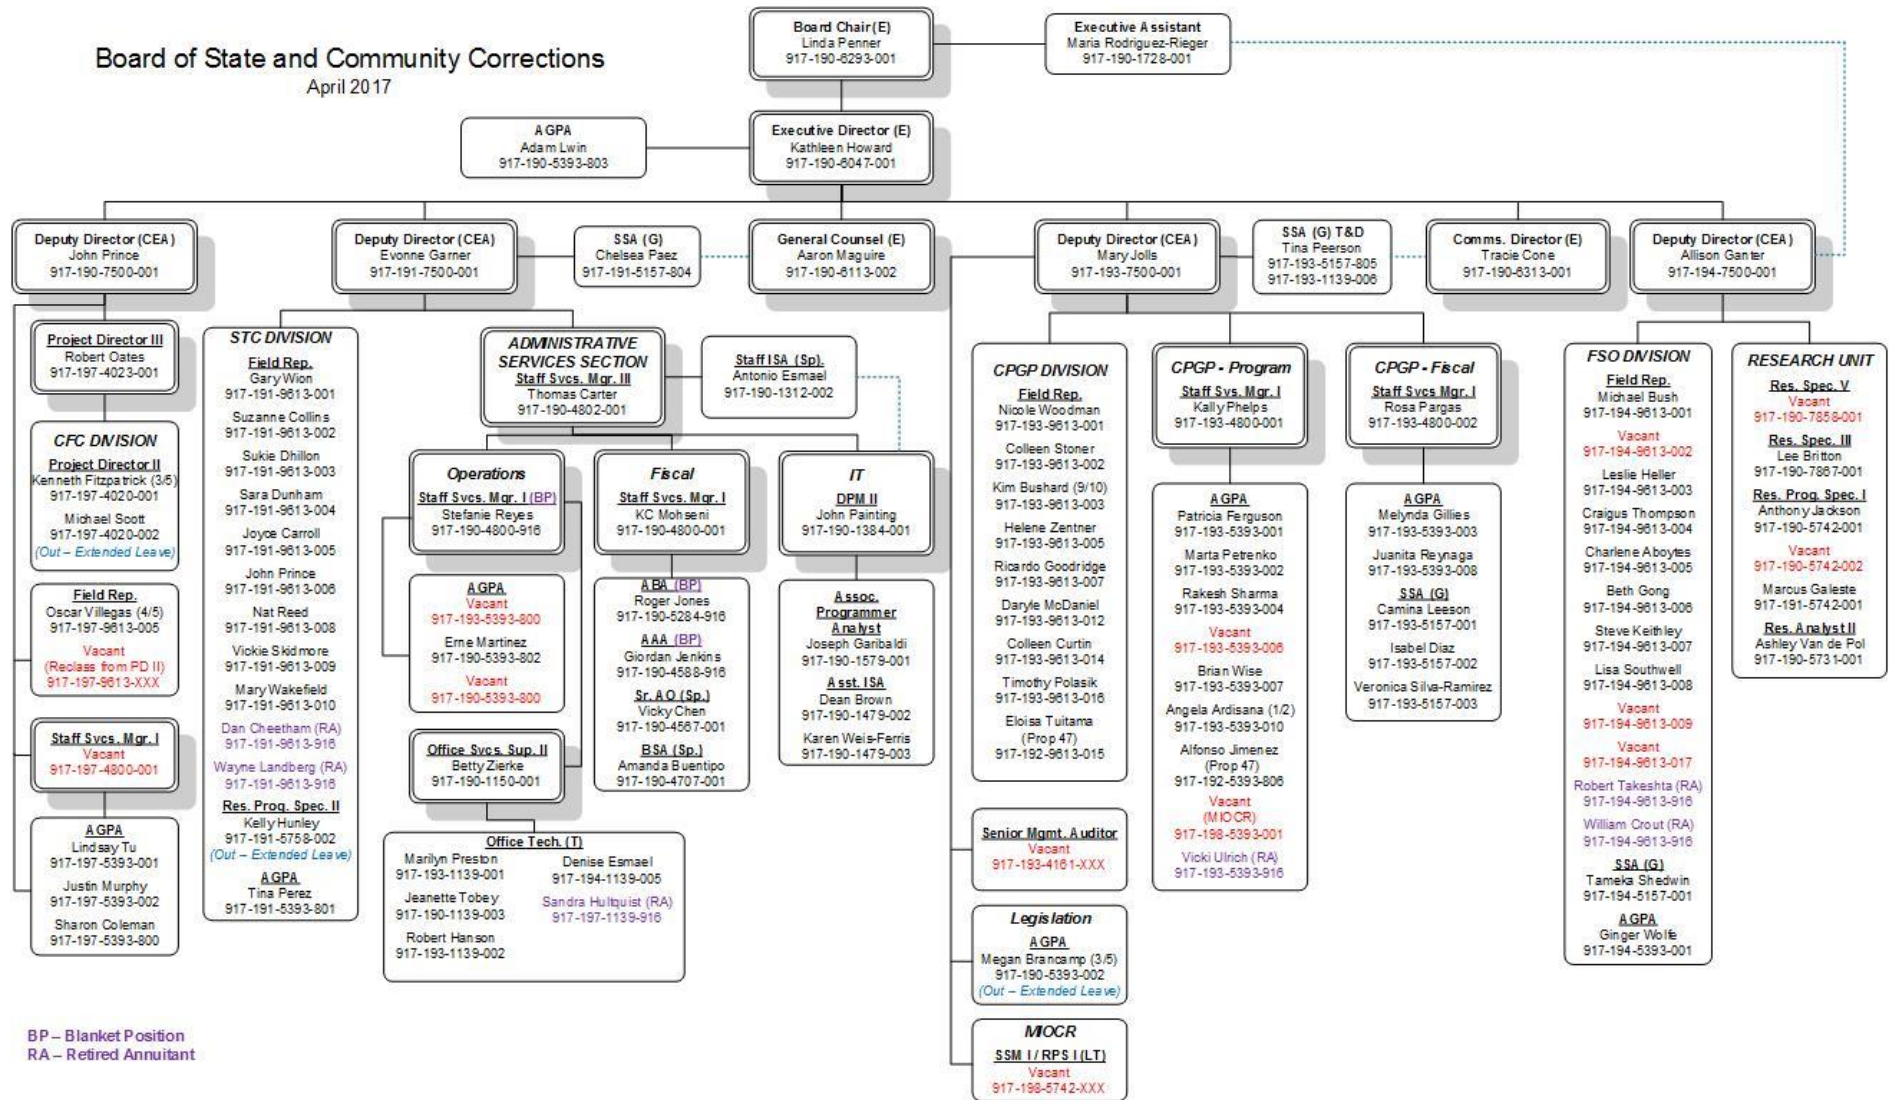 Board of State and Community Corrections
April 2017
Board Chair (E)
Linda Penner
917-190-6293-001
Executive Assistant
Maria Rodriguez-Rieger
917-190-1728-001
AGPA
Adam Lwin
917-190-5393-803
Executive Director (E)
Kathleen Howard
917-190-6047-001
Deputy Director (CEA)
John Prince
917-190-7500-001
Deputy Director (CEA)
Evonne Garner
917-191-7500-001
SSA (G)
Chelsea Paez
917-191-5157-804
General Counsel (E)
Aaron Maguire
917-190-6113-002
Deputy Director (CEA)
Mary Jolls
917-193-7500-001
SSA (G) T&D
Tina Peerson
917-193-5157-805
917-193-1139-006
Comms. Director (E)
Tracie Cone
917-190-6313-001
Deputy Director (CEA)
Allison Ganter
917-194-7500-001
Project Director III
Robert Oates
917-197-4023-001
CFC DIVISION
Project Director II
Kenneth Fitzpatrick (3/5)
917-197-4020-001
Michael Scott
917-197-4020-002
(Out – Extended Leave)
Field Rep.
Oscar Villegas (4/5)
917-197-9613-005
Vacant
(Reclass from PD II)
917-197-9613-XXX
Staff Svcs. Mgr. I
Vacant
917-197-4800-001
AGPA
Lindsay Tu
917-197-5393-001
Justin Murphy
917-197-5393-002
Sharon Coleman
917-197-5393-800
STC DIVISION
Field Rep.
Gary Wion
917-191-9613-001
Suzanne Collins
917-191-9613-002
Sukie Dhillon
917-191-9613-003
Sara Dunham
917-191-9613-004
Joyce Carroll
917-191-9613-005
John Prince
917-191-9613-006
Nat Reed
917-191-9613-008
Vickie Skidmore
917-191-9613-009
Mary Wakefield
917-191-9613-010
Dan Cheetham (RA)
917-191-9613-916
Wayne Landberg (RA)
917-191-9613-916
Res. Prog. Spec. II
Kelly Hunley
917-191-5758-002
(Out – Extended Leave)
AGPA
Tina Perez
917-191-5393-801
ADMINISTRATIVE
SERVICES SECTION
Staff Svcs. Mgr. III
Thomas Carter
917-190-4802-001
Staff ISA (Sp).
Antonio Esmael
917-190-1312-002
Operations
Staff Svcs. Mgr. I (BP)
Stefanie Reyes
917-190-4800-916
AGPA
Vacant
917-193-5393-800
Erne Martinez
917-190-5393-802
Vacant
917-190-5393-800
Office Svcs. Sup. II
Betty Zierke
917-190-1150-001
Office Tech. (T)
Marilyn Preston
917-193-1139-001
Jeanette Tobey
917-190-1139-003
Robert Hanson
917-193-1139-002
Denise Esmael
917-194-1139-005
Sandra Hultquist (RA)
917-197-1139-916
Fiscal
Staff Svcs. Mgr. I
KC Mohseni
917-190-4800-001
ABA (BP)
Roger Jones
917-190-5284-916
AAA (BP)
Giordan Jenkins
917-190-4588-916
Sr. AO (Sp.)
Vicky Chen
917-190-4567-001
BSA (Sp.)
Amanda Buentipo
917-190-4707-001
IT
DPM II
John Painting
917-190-1384-001
Assoc.
Programmer
Analyst
Joseph Garibaldi
917-190-1579-001
Asst. ISA
Dean Brown
917-190-1479-002
Karen Weis-Ferris
917-190-1479-003
CPGP DIVISION
Field Rep.
Nicole Woodman
917-193-9613-001
Colleen Stoner
917-193-9613-002
Kim Bushard (9/10)
917-193-9613-003
Helene Zentner
917-193-9613-005
Ricardo Goodridge
917-193-9613-007
Daryle McDaniel
917-193-9613-012
Colleen Curtin
917-193-9613-014
Timothy Polasik
917-193-9613-016
Eloisa Tuitama
(Prop 47)
917-192-9613-015
Senior Mgmt. Auditor
Vacant
917-193-4161-XXX
Legislation
AGPA
Megan Brancamp (3/5)
917-190-5393-002
(Out – Extended Leave)
MIOCR
SSM I / RPS I (LT)
Vacant
917-198-5742-XXX
CPGP - Program
Staff Svs. Mgr. I
Kally Phelps
917-193-4800-001
AGPA
Patricia Ferguson
917-193-5393-001
Marta Petrenko
917-193-5393-002
Rakesh Sharma
917-193-5393-004
Vacant
917-193-5393-006
Brian Wise
917-193-5393-007
Angela Ardisana (1/2)
917-193-5393-010
Alfonso Jimenez
(Prop 47)
917-192-5393-806
Vacant
(MIOCR)
917-198-5393-001
Vicki Ulrich (RA)
917-193-5393-916
CPGP - Fiscal
Staff Svcs Mgr. I
Rosa Pargas
917-193-4800-002
AGPA
Melynda Gillies
917-193-5393-003
Juanita Reynaga
917-193-5393-008
SSA (G)
Camina Leeson
917-193-5157-001
Isabel Diaz
917-193-5157-002
Veronica Silva-Ramirez
917-193-5157-003
FSO DIVISION
Field Rep.
Michael Bush
917-194-9613-001
Vacant
917-194-9613-002
Leslie Heller
917-194-9613-003
Craigus Thompson
917-194-9613-004
Charlene Aboytes
917-194-9613-005
Beth Gong
917-194-9613-006
Steve Keithley
917-194-9613-007
Lisa Southwell
917-194-9613-008
Vacant
917-194-9613-009
Vacant
917-194-9613-017
Robert Takeshta (RA)
917-194-9613-916
William Crout (RA)
917-194-9613-916
SSA (G)
Tameka Shedwin
917-194-5157-001
AGPA
Ginger Wolfe
917-194-5393-001
RESEARCH UNIT
Res. Spec. V
Vacant
917-190-7858-001
Res. Spec. III
Lee Britton
917-190-7867-001
Res. Prog. Spec. I
Anthony Jackson
917-190-5742-001
Vacant
917-190-5742-002
Marcus Galeste
917-191-5742-001
Res. Analyst II
Ashley Van de Pol
917-190-5731-001
BP – Blanket Position
RA – Retired Annuitant